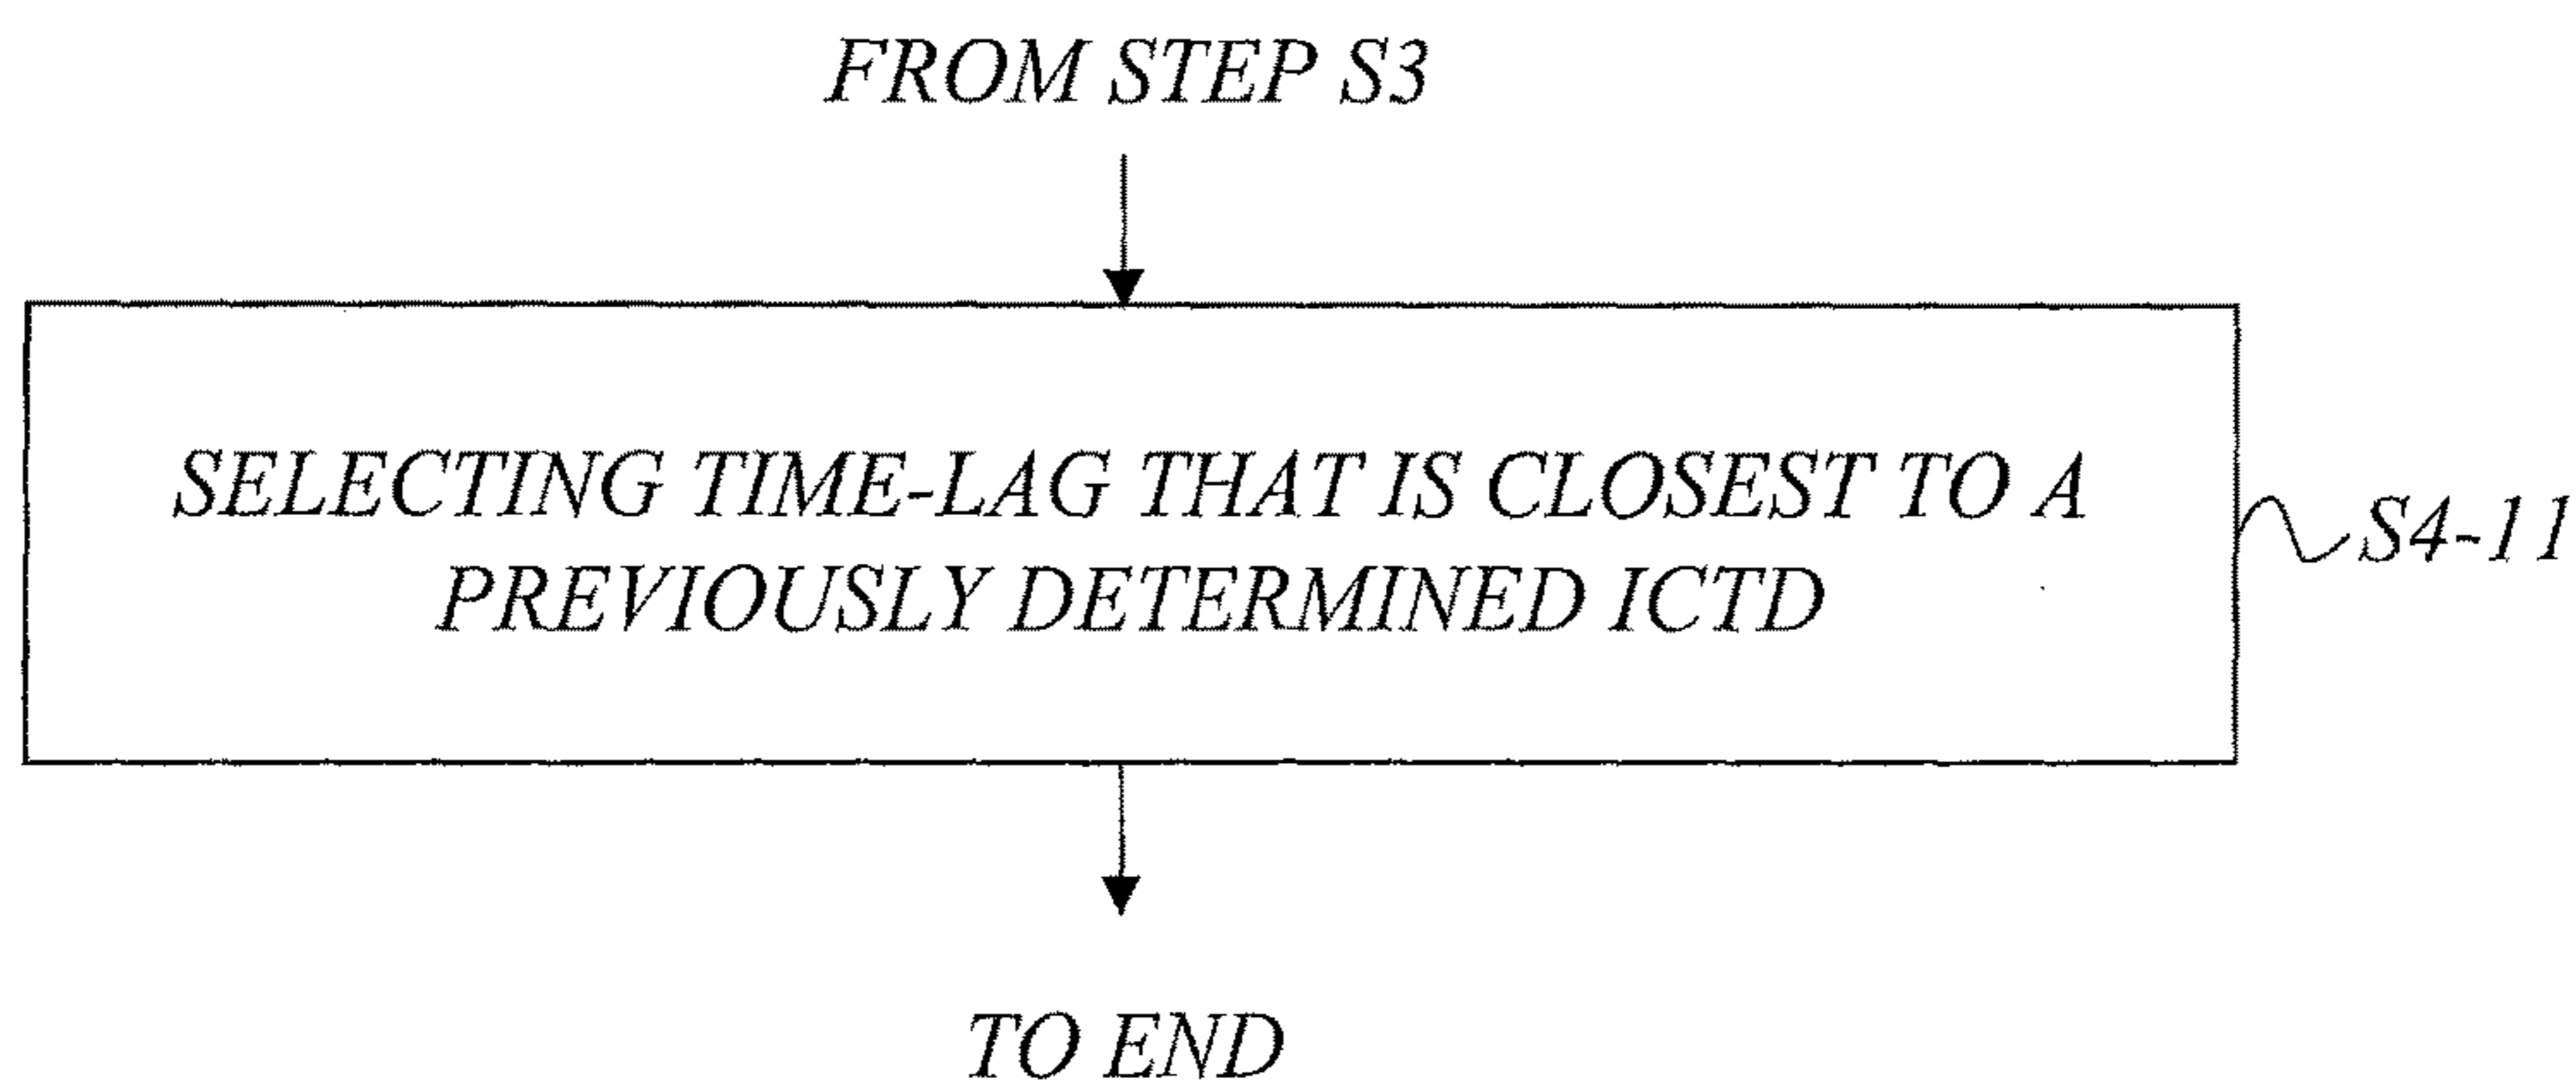 FROM STEP S3
SELECTING TIME-LAG THAT IS CLOSEST TO A
PREVIOUSLY DETERMINED ICTD
S4-11
TO END